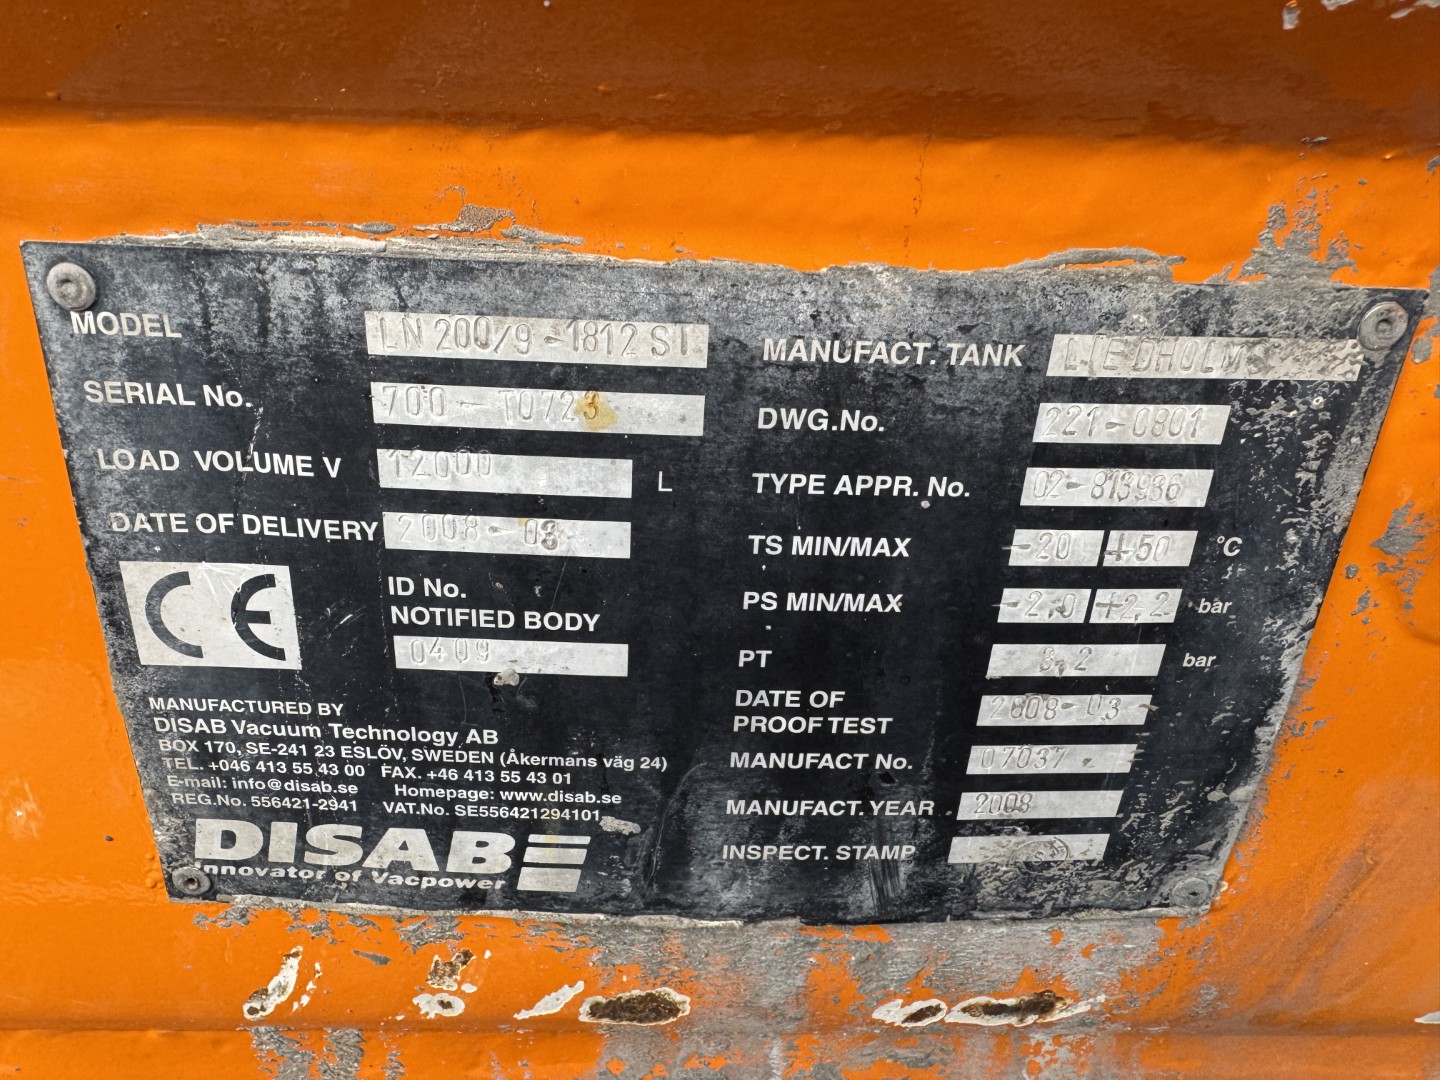 MODEL LN 200/9-1812 ST
SERIAL No. 700-T0723
LOAD VOLUME V 12000 L
DATE OF DELIVERY 2008-03
CE
ID No.
NOTIFIED BODY
0409
MANUFACTURED BY
DISAB Vacuum Technology AB
BOX 170, SE-241 23 ESLÖV, SWEDEN (Åkermans väg 24)
TEL. +046 413 55 43 00 FAX. +46 413 55 43 01
E-mail: info@disab.se Homepage: www.disab.se
REG.No. 556421-2941 VAT.No. SE556421294101
DISAB
Innovator of Vacpower
MANUFACT. TANK LIEDHOLMS
DWG.No. 221-0801
TYPE APPR. No. 02-813936
TS MIN/MAX -20 +50 °C
PS MIN/MAX -2.0 +2.2 bar
PT 3.2 bar
DATE OF
PROOF TEST 2008-03
MANUFACT No. 07037
MANUFACT. YEAR 2008
INSPECT. STAMP